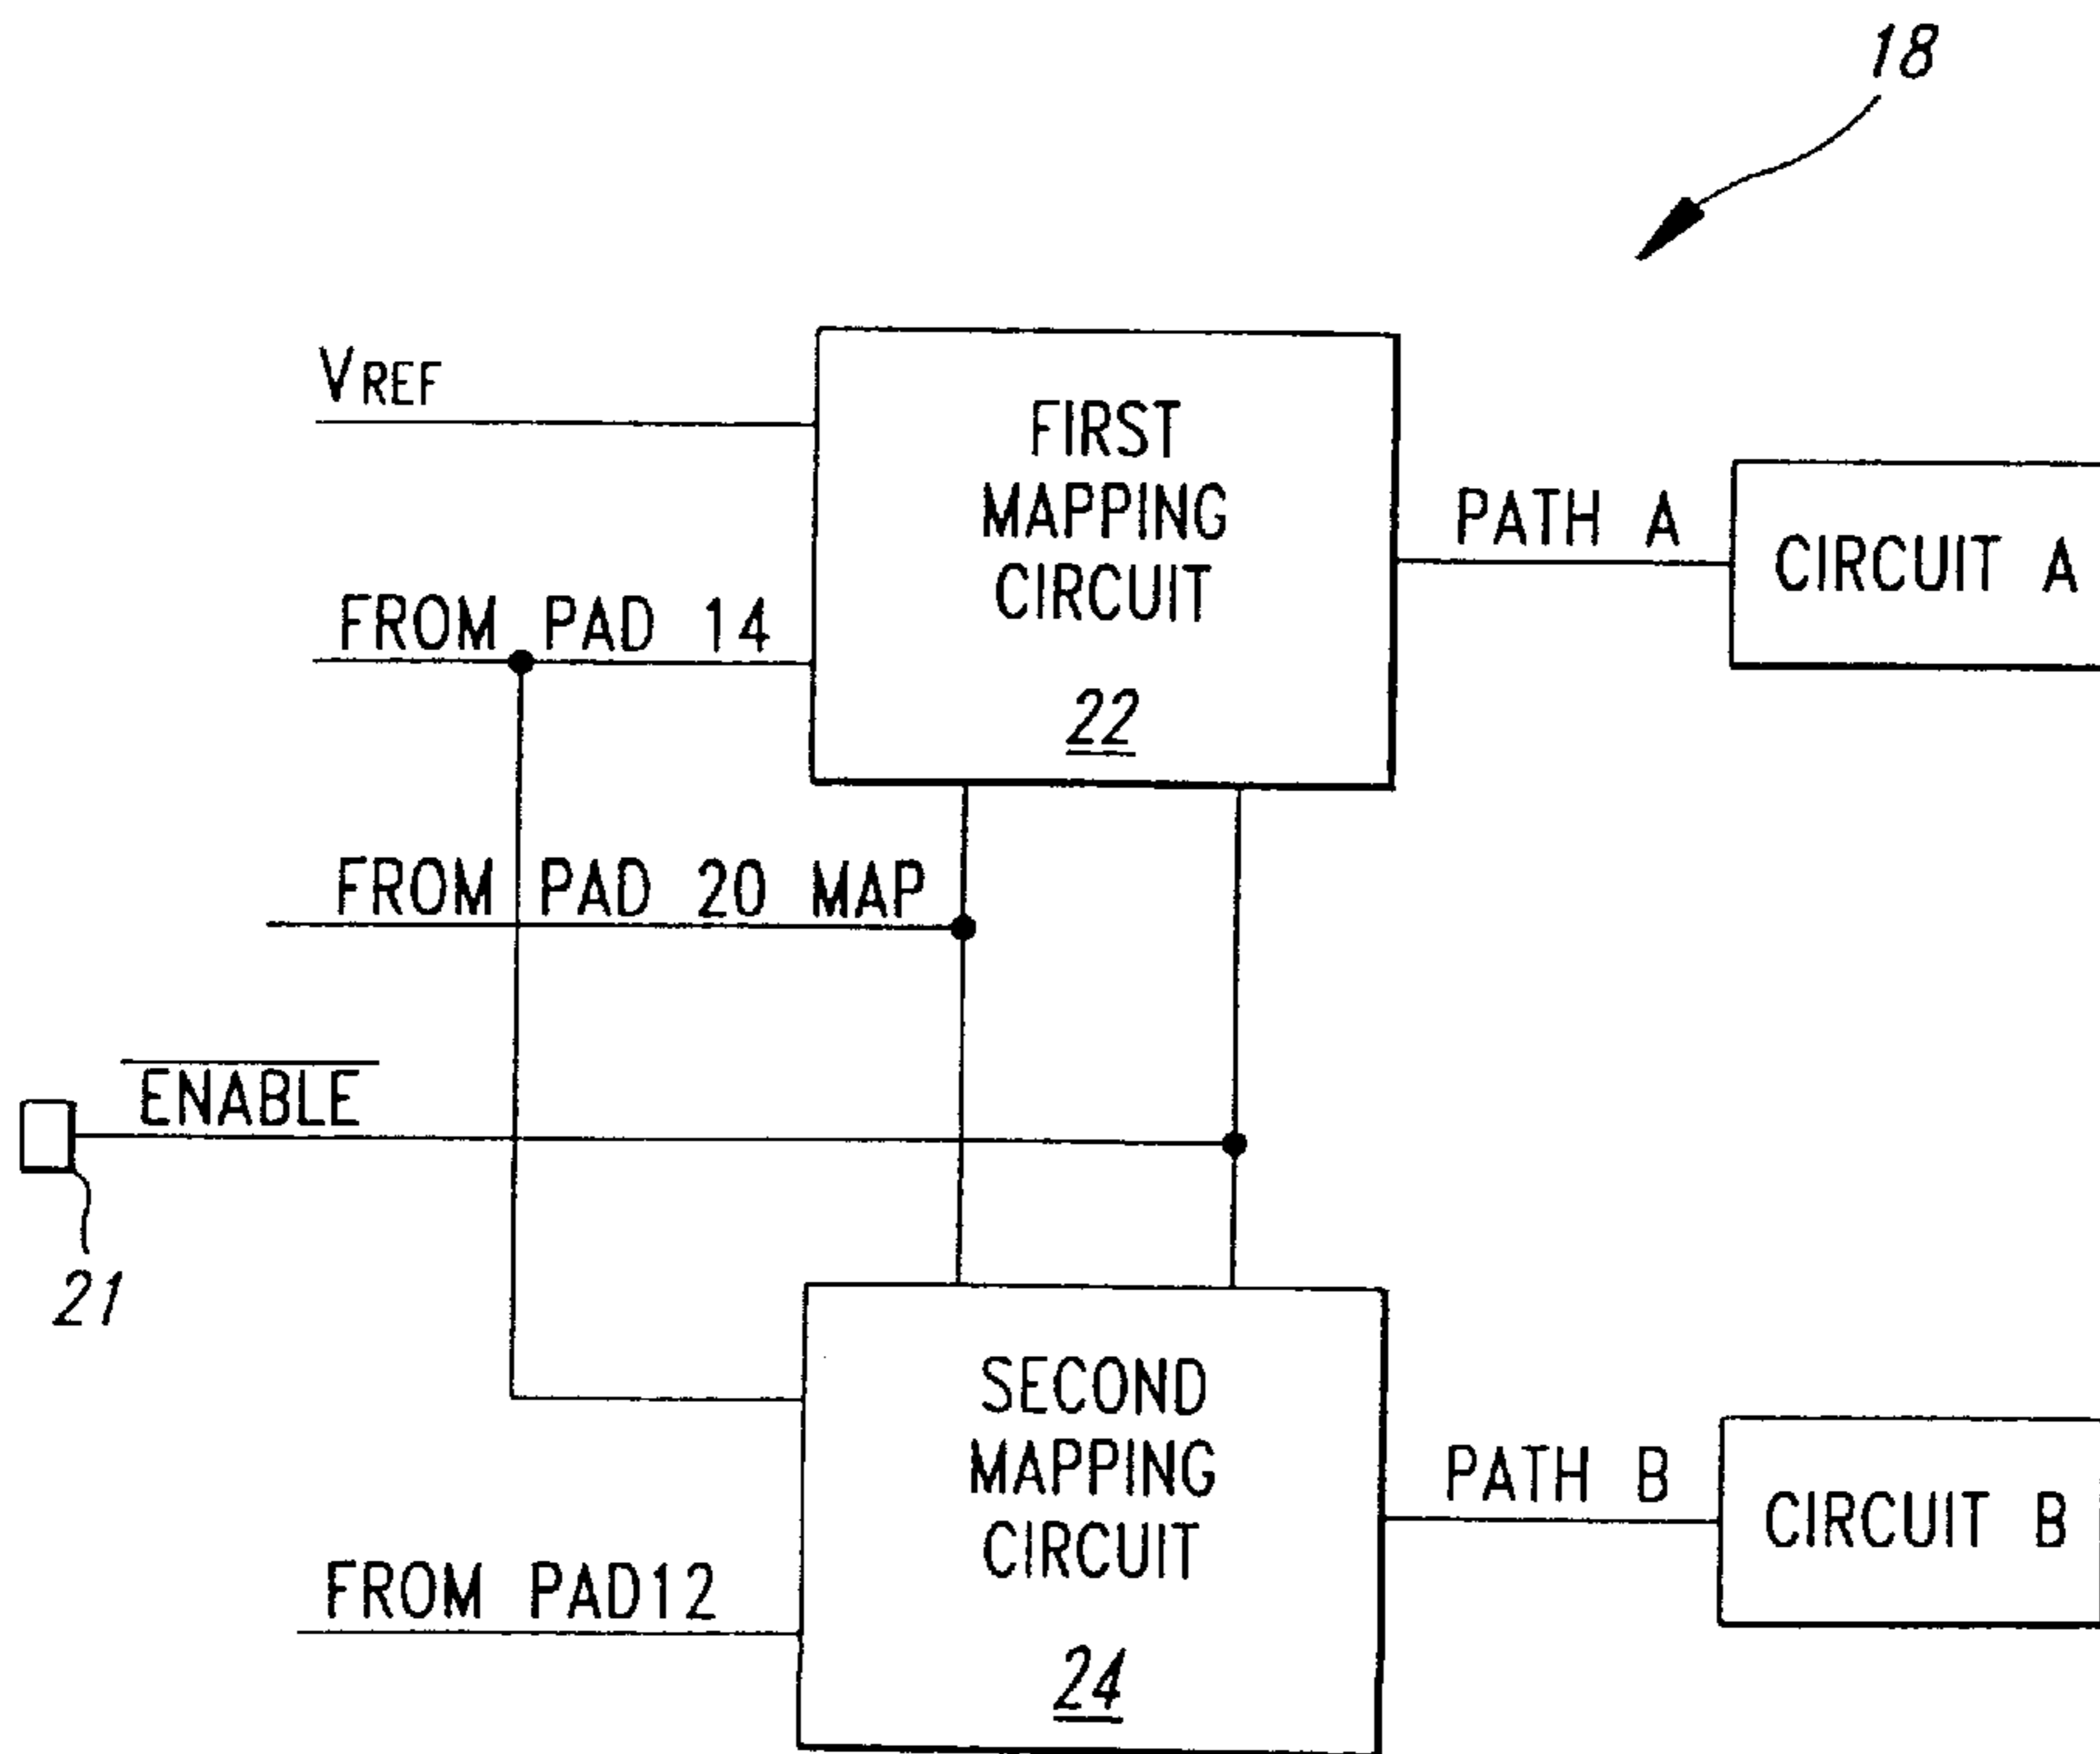 18
VREF
FIRST
MAPPING
CIRCUIT
22
PATH A
CIRCUIT A
FROM PAD 14
FROM PAD 20 MAP
ENABLE
21
SECOND
MAPPING
CIRCUIT
24
PATH B
CIRCUIT B
FROM PAD12